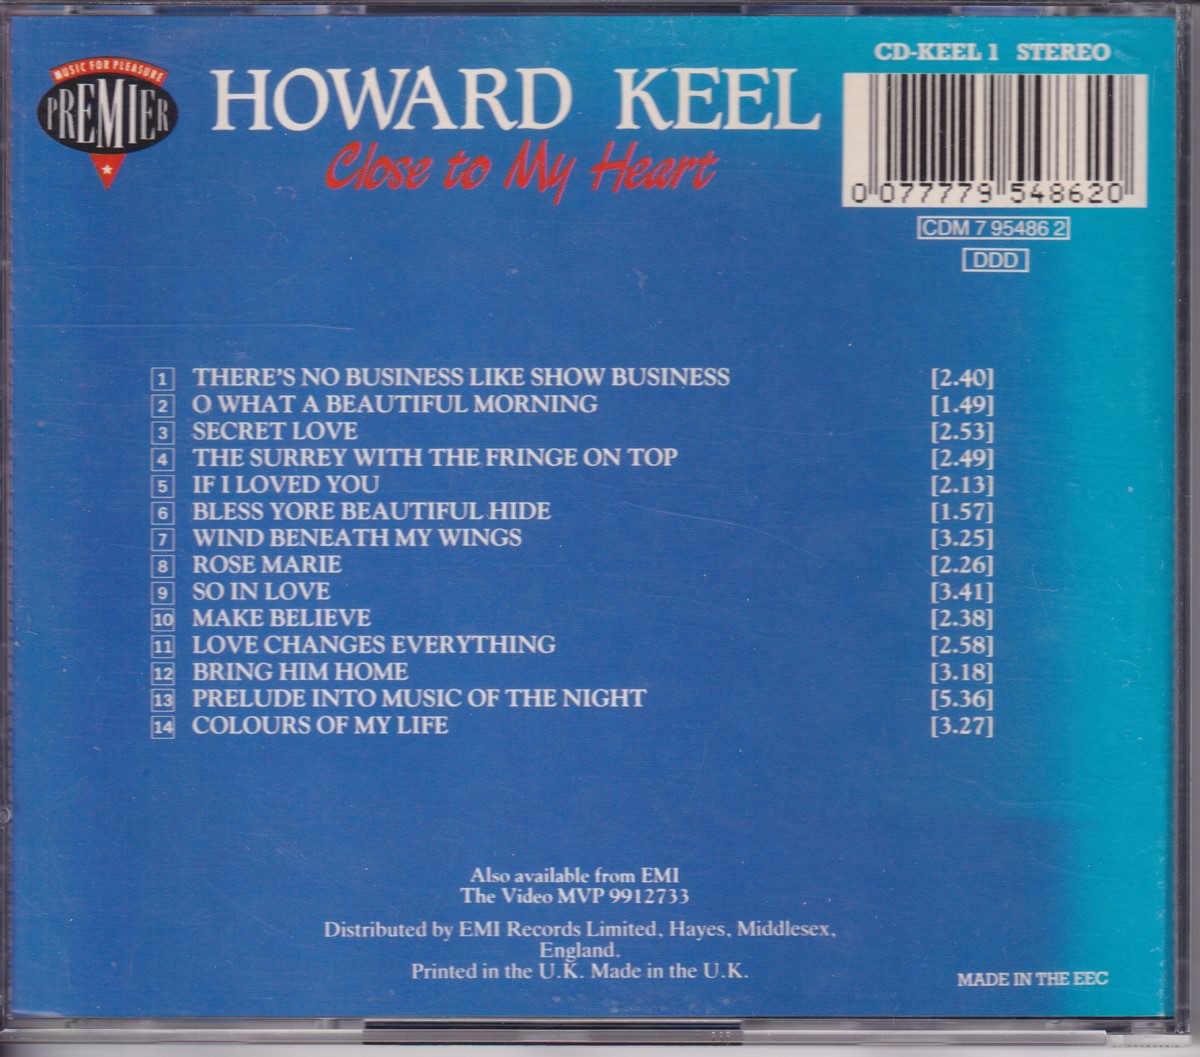 MUSIC FOR PLEASURE
PREMIER
HOWARD KEEL
Close to My Heart
CD-KEEL 1 STEREO
0 077779 548620
CDM 7 95486 2
DDD
1 THERE'S NO BUSINESS LIKE SHOW BUSINESS [2.40]
2 O WHAT A BEAUTIFUL MORNING [1.49]
3 SECRET LOVE [2.53]
4 THE SURREY WITH THE FRINGE ON TOP [2.49]
5 IF I LOVED YOU [2.13]
6 BLESS YORE BEAUTIFUL HIDE [1.57]
7 WIND BENEATH MY WINGS [3.25]
8 ROSE MARIE [2.26]
9 SO IN LOVE [3.41]
10 MAKE BELIEVE [2.38]
11 LOVE CHANGES EVERYTHING [2.58]
12 BRING HIM HOME [3.18]
13 PRELUDE INTO MUSIC OF THE NIGHT [5.36]
14 COLOURS OF MY LIFE [3.27]
Also available from EMI
The Video MVP 9912733
Distributed by EMI Records Limited, Hayes, Middlesex,
England.
Printed in the U.K. Made in the U.K.
MADE IN THE EEC